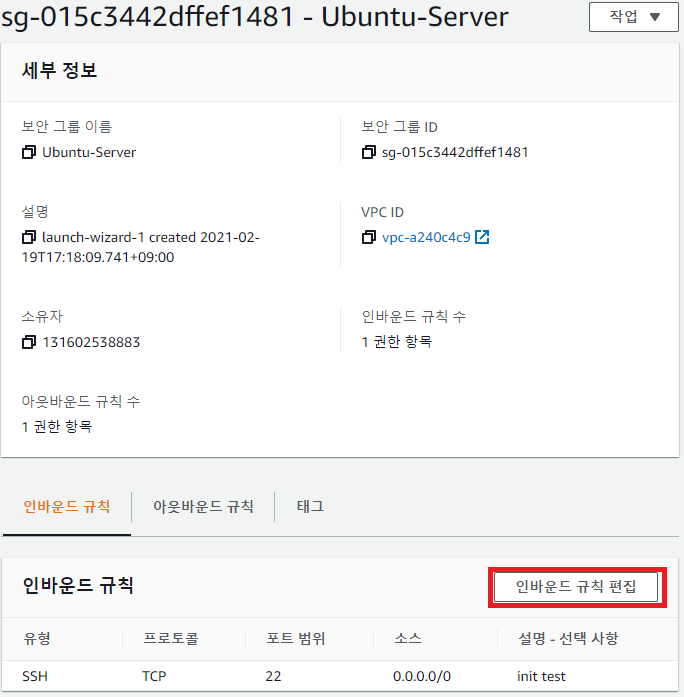 sg-015c3442dffef1481 - Ubuntu-Server
작업
세부 정보
보안 그룹 이름
Ubuntu-Server
보안 그룹 ID
sg-015c3442dffef1481
설명
launch-wizard-1 created 2021-02-
19T17:18:09.741+09:00
VPC ID
vpc-a240c4c9
소유자
131602538883
인바운드 규칙 수
1 권한 항목
아웃바운드 규칙 수
1 권한 항목
인바운드 규칙 아웃바운드 규칙 태그
인바운드 규칙
인바운드 규칙 편집
유형 프로토콜 포트 범위 소스 설명 - 선택 사항
SSH TCP 22 0.0.0.0/0 init test